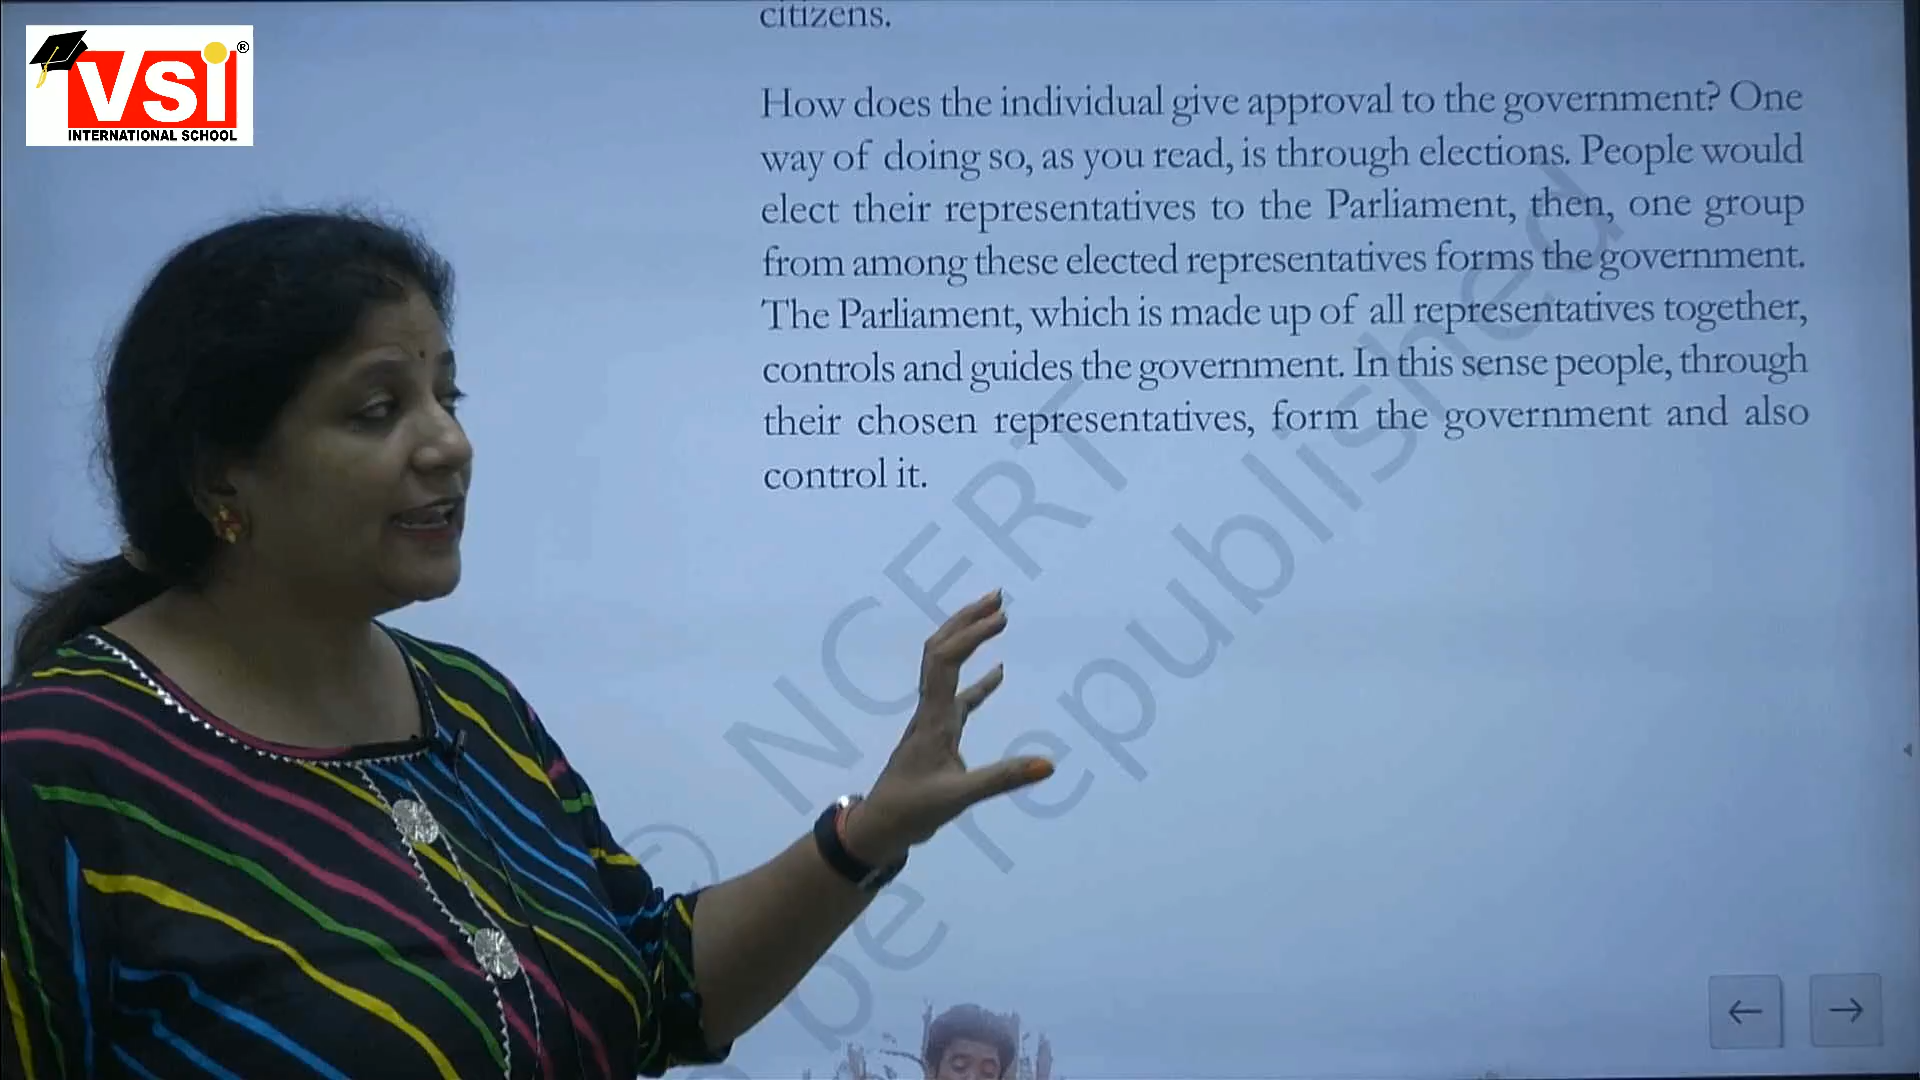 VSI®
INTERNATIONAL SCHOOL
citizens.
How does the individual give approval to the government? One
way of doing so, as you read, is through elections. People would
elect their representatives to the Parliament, then, one group
from among these elected representatives forms the government.
The Parliament, which is made up of all representatives together,
controls and guides the government. In this sense people, through
their chosen representatives, form the government and also
control it.
© NCERT
be republished